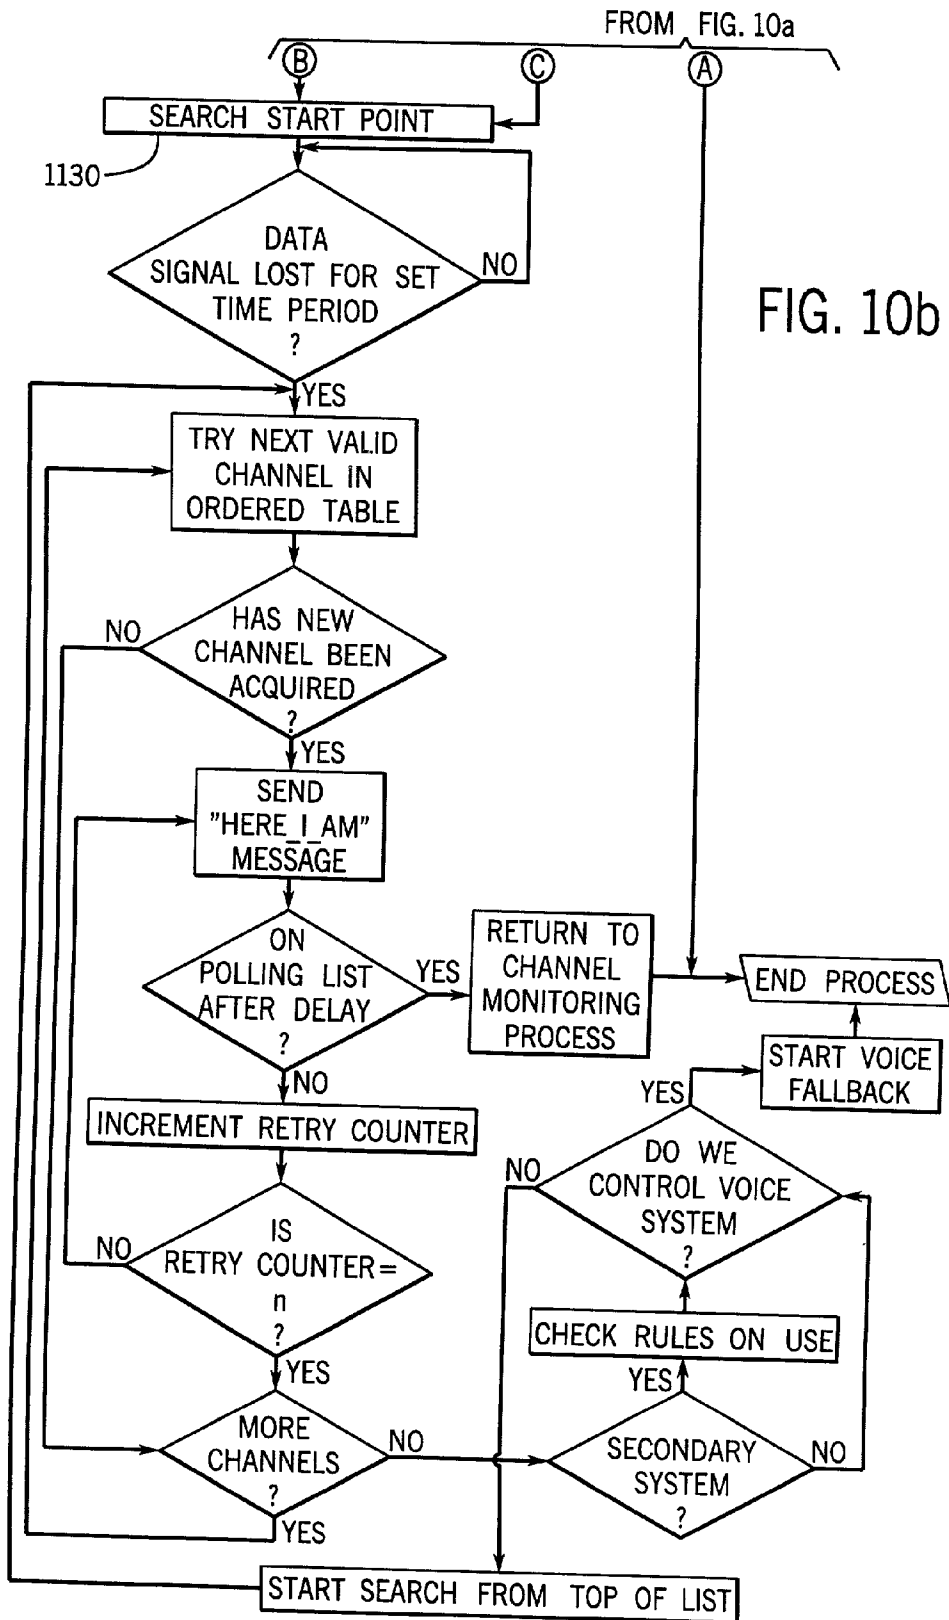 FROM FIG. 10a
B
C
A
SEARCH START POINT
1130
DATA
SIGNAL LOST FOR SET
TIME PERIOD
?
NO
FIG. 10b
YES
TRY NEXT VALID
CHANNEL IN
ORDERED TABLE
HAS NEW
CHANNEL BEEN
ACQUIRED
?
NO
YES
SEND
"HERE_I_AM"
MESSAGE
ON
POLLING LIST
AFTER DELAY
?
YES
RETURN TO
CHANNEL
MONITORING
PROCESS
END PROCESS
START VOICE
FALLBACK
NO
INCREMENT RETRY COUNTER
YES
DO WE
CONTROL VOICE
SYSTEM
?
NO
IS
RETRY COUNTER=
n
?
NO
YES
CHECK RULES ON USE
YES
MORE
CHANNELS
?
NO
YES
SECONDARY
SYSTEM
?
NO
START SEARCH FROM TOP OF LIST